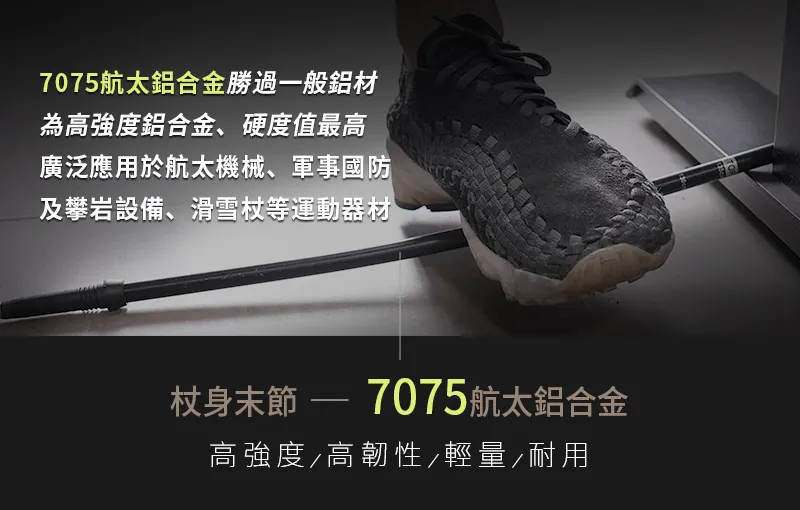 7075航太鋁合金勝過一般鋁材
為高強度鋁合金、硬度值最高
廣泛應用於航太機械、軍事國防
及攀岩設備、滑雪杖等運動器材
杖身末節 — 7075航太鋁合金
高強度/高韌性/輕量/耐用